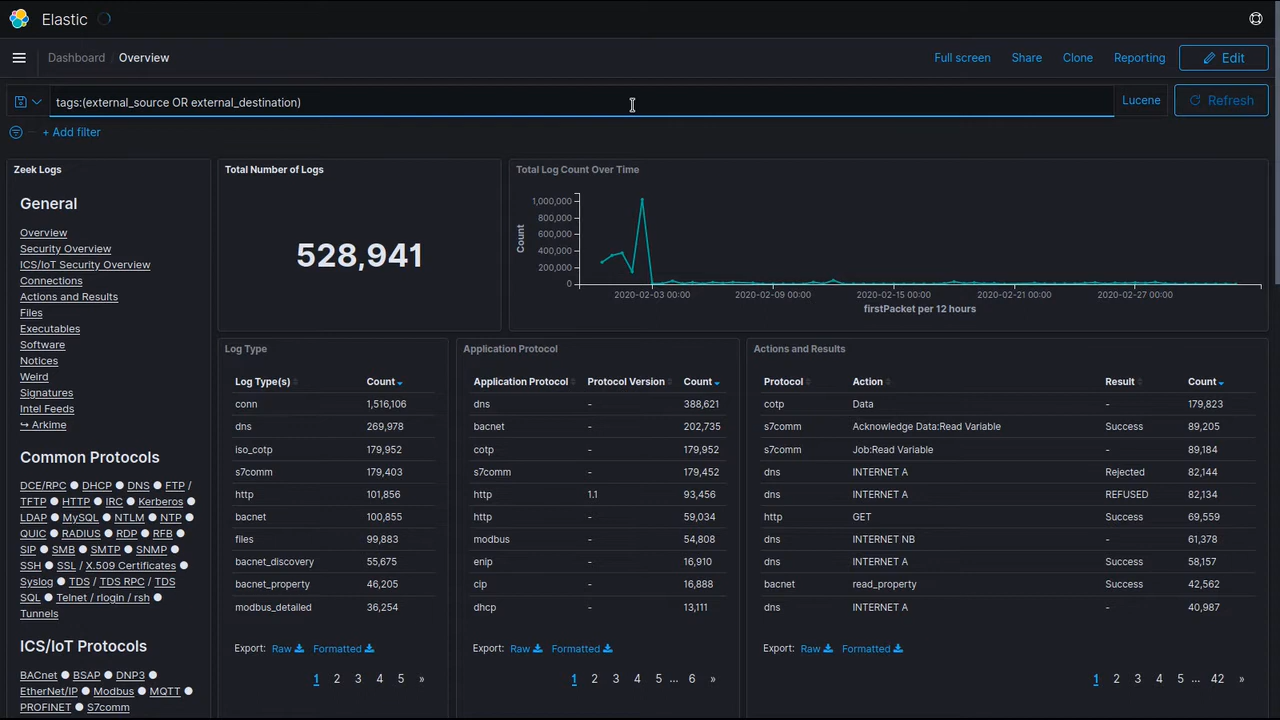 Elastic
Dashboard Overview Full screen Share Clone Reporting Edit
tags:(external_source OR external_destination) Lucene Refresh
+ Add filter
Zeek Logs
General
Overview
Security Overview
ICS/IoT Security Overview
Connections
Actions and Results
Files
Executables
Software
Notices
Weird
Signatures
Intel Feeds
↪ Arkime
Common Protocols
DCE/RPC ● DHCP ● DNS ● FTP /
TFTP ● HTTP ● IRC ● Kerberos ●
LDAP ● MySQL ● NTLM ● NTP ●
QUIC ● RADIUS ● RDP ● RFB ●
SIP ● SMB ● SMTP ● SNMP ●
SSH ● SSL / X.509 Certificates ●
Syslog ● TDS / TDS RPC / TDS
SQL ● Telnet / rlogin / rsh ●
Tunnels
ICS/IoT Protocols
BACnet ● BSAP ● DNP3 ●
EtherNet/IP ● Modbus ● MQTT ●
PROFINET ● S7comm
Total Number of Logs
528,941
Total Log Count Over Time
Count
1,000,000
800,000
600,000
400,000
200,000
0
2020-02-03 00:00 2020-02-09 00:00 2020-02-15 00:00 2020-02-21 00:00 2020-02-27 00:00
firstPacket per 12 hours
Log Type
Log Type(s) Count
conn 1,516,106
dns 269,978
iso_cotp 179,952
s7comm 179,403
http 101,856
bacnet 100,855
files 99,883
bacnet_discovery 55,675
bacnet_property 46,205
modbus_detailed 36,254
Export: Raw Formatted
1 2 3 4 5 »
Application Protocol
Application Protocol Protocol Version Count
dns - 388,621
bacnet - 202,735
cotp - 179,952
s7comm - 179,452
http 1.1 93,456
http - 59,034
modbus - 54,808
enip - 16,910
cip - 16,888
dhcp - 13,111
Export: Raw Formatted
1 2 3 4 5 ... 6 »
Actions and Results
Protocol Action Result Count
cotp Data - 179,823
s7comm Acknowledge Data:Read Variable Success 89,205
s7comm Job:Read Variable - 89,184
dns INTERNET A Rejected 82,144
dns INTERNET A REFUSED 82,134
http GET Success 69,559
dns INTERNET NB - 61,378
dns INTERNET A Success 58,157
bacnet read_property Success 42,562
dns INTERNET A - 40,987
Export: Raw Formatted
1 2 3 4 5 ... 42 »